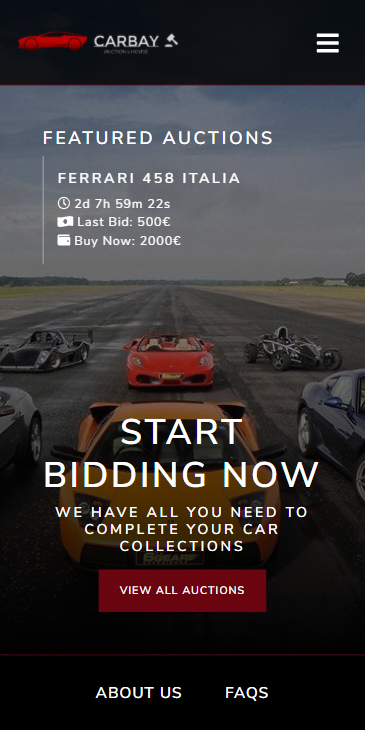 CARBAY
AUCTION HOUSE
FEATURED AUCTIONS
FERRARI 458 ITALIA
2d 7h 59m 22s
Last Bid: 500€
Buy Now: 2000€
START
BIDDING NOW
WE HAVE ALL YOU NEED TO
COMPLETE YOUR CAR
COLLECTIONS
VIEW ALL AUCTIONS
ABOUT US FAQS